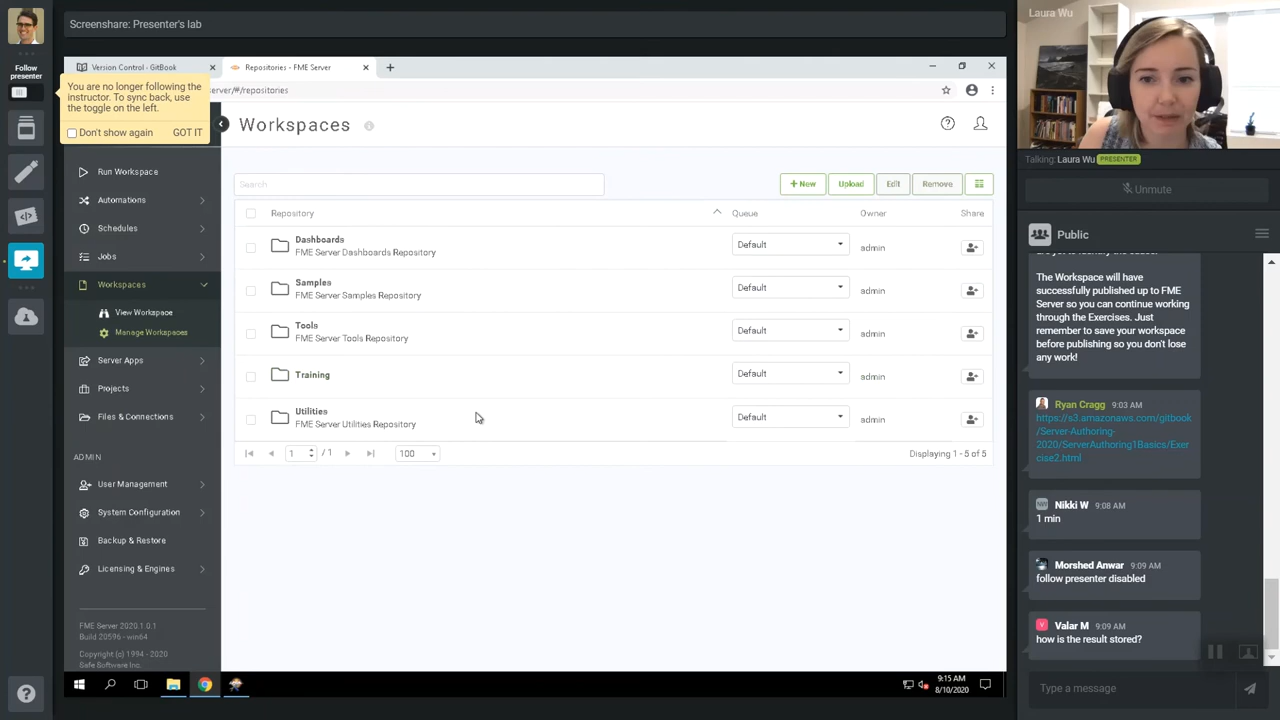 Screenshare: Presenter's lab
Laura Wu
Follow
presenter
You are no longer following the
instructor. To sync back, use
the toggle on the left.
Don't show again
GOT IT
Version Control - GitBook
Repositories - FME Server
erver/#/repositories
Workspaces
Run Workspace
Automations
Schedules
Jobs
Workspaces
View Workspace
Manage Workspaces
Server Apps
Projects
Files & Connections
ADMIN
User Management
System Configuration
Backup & Restore
Licensing & Engines
FME Server 2020.1.0.1
Build 20596 - win64
Copyright (c) 1994 - 2020
Safe Software Inc.
Search
+ New
Upload
Edit
Remove
Repository
Queue
Owner
Share
Dashboards
FME Server Dashboards Repository
Default
admin
Samples
FME Server Samples Repository
Default
admin
Tools
FME Server Tools Repository
Default
admin
Training
Default
admin
Utilities
FME Server Utilities Repository
Default
admin
1
/ 1
100
Displaying 1 - 5 of 5
9:15 AM
8/10/2020
Talking: Laura Wu PRESENTER
Unmute
Public
The Workspace will have
successfully published up to FME
Server so you can continue working
through the Exercises. Just
remember to save your workspace
before publishing so you don't lose
any work!
Ryan Cragg 9:03 AM
https://s3.amazonaws.com/gitbook
/Server-Authoring-
2020/ServerAuthoring1Basics/Exer
cise2.html
Nikki W 9:08 AM
1 min
Morshed Anwar 9:09 AM
follow presenter disabled
V
Valar M 9:09 AM
how is the result stored?
Type a message